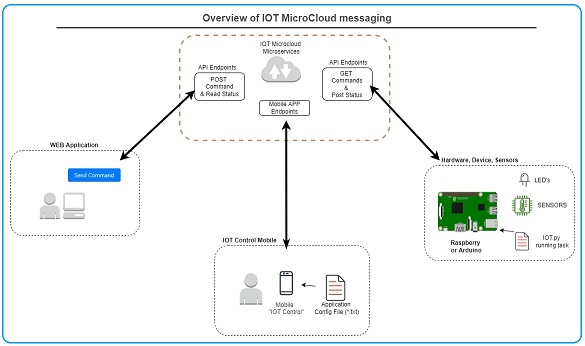 Overview of IOT MicroCloud messaging
IOT Microcloud
Microservices
API Endpoints
POST
Command
& Read Status
API Endpoints
GET
Commands
&
Post Status
Mobile APP
Endpoints
WEB Application
Send Command
Hardware, Device, Sensors
LED's
SENSORS
Raspberry
or Arduino
IOT.py
running task
IOT Control Mobile
Mobile
"IOT Control"
Application
Config File (*.txt)